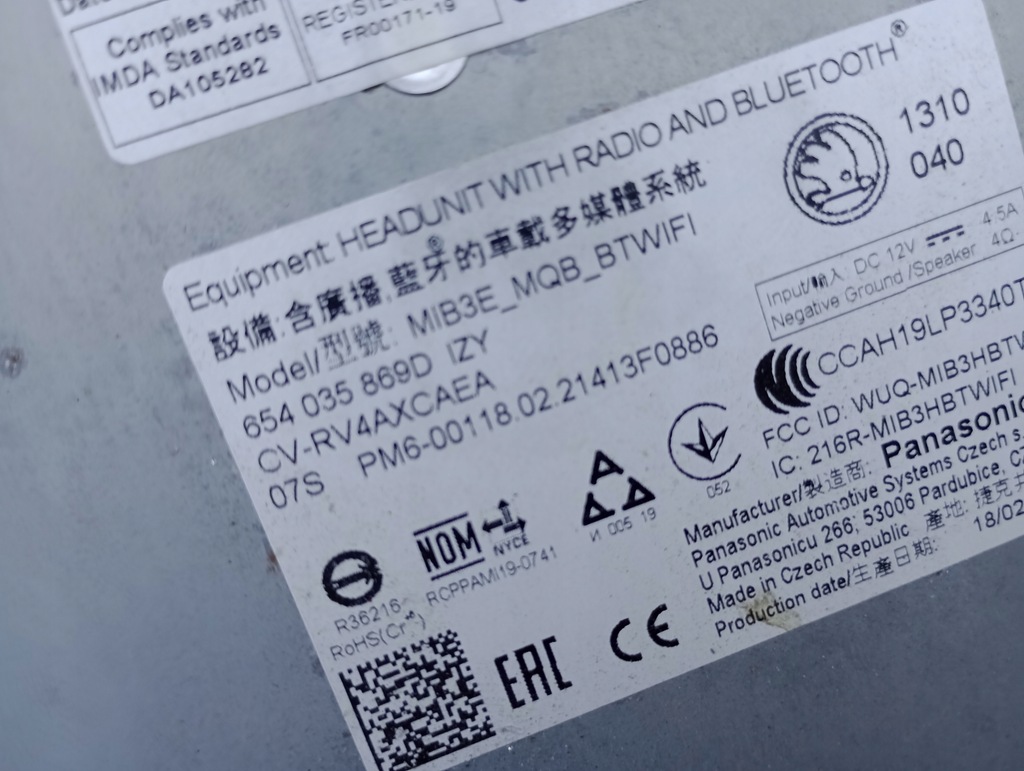 Complies with
IMDA Standards
DA105282
FR00171-19
Equipment: HEADUNIT WITH RADIO AND BLUETOOTH®
設備:含廣播,藍牙®的車載多媒體系統
Model/型號: MIB3E_MQB_BTWIFI
654 035 869D IZY
CV-RV4AXCAEA
07S PM6-00118.02.21413F0886
1310
040
Input/輸入: DC 12V 4.5A
Negative Ground /Speaker 4Ω
CCAH19LP3340T
FCC ID: WUQ-MIB3HBTW
IC: 216R-MIB3HBTWIFI
Manufacturer/製造商: Panasonic
Panasonic Automotive Systems Czech s.
U Panasonicu 266, 53006 Pardubice, CZ
Made in Czech Republic 產地: 捷克共
Production date/生產日期: 18/02
052
И 005 19
NOM
NYCE
RCPPAMI19-0741
R36216
RoHS(Cr⁺⁶)
EAC
CE